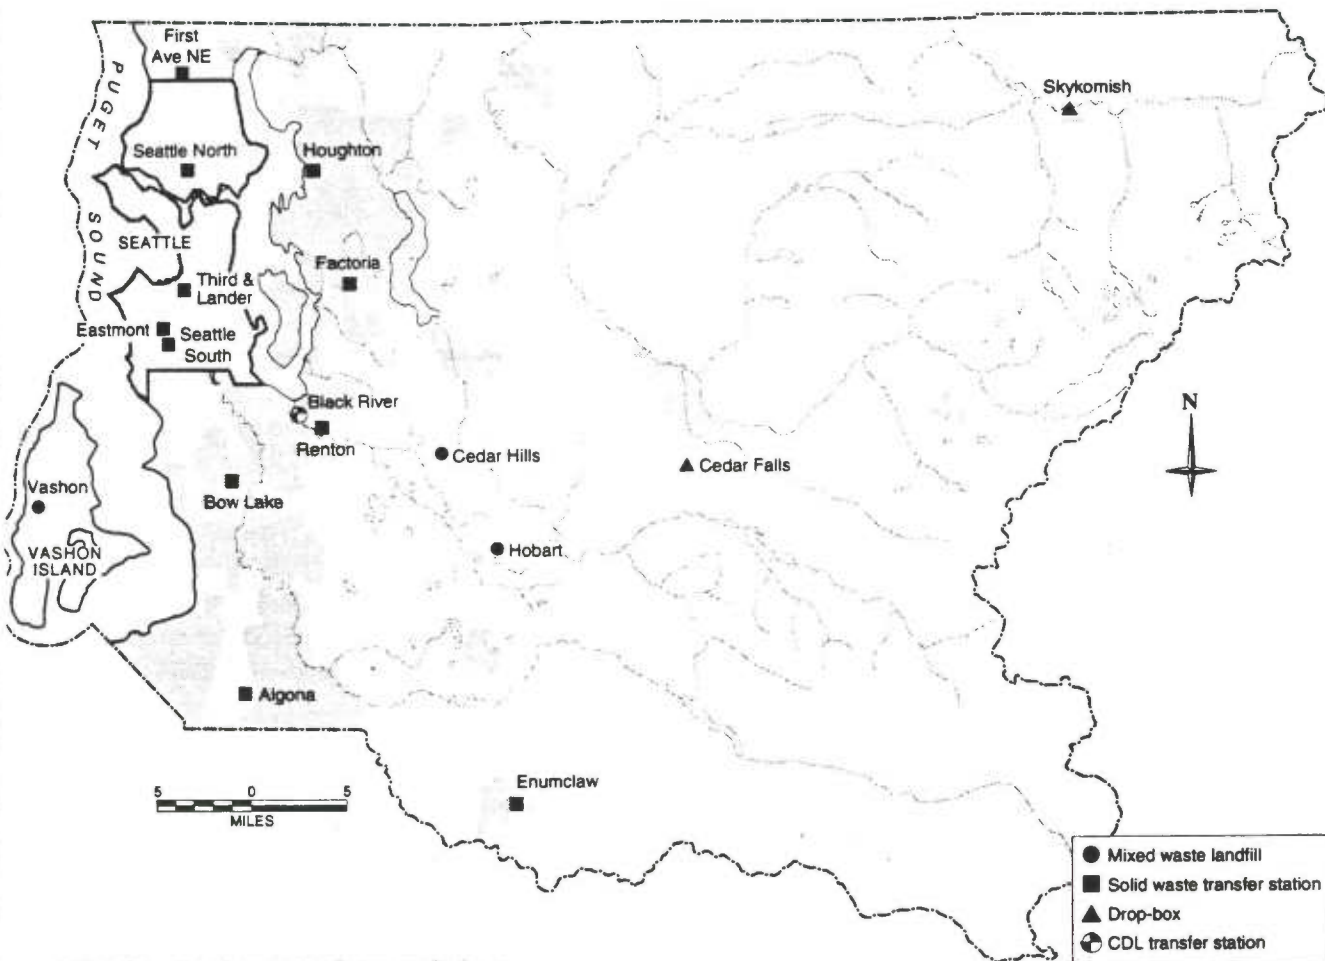 First
Ave NE
PUGET
SOUND
Skykomish
Seattle North
Houghton
SEATTLE
Factoria
Third &
Lander
Eastmont
Seattle
South
Black River
Renton
N
Cedar Hills
Cedar Falls
Bow Lake
Vashon
Hobart
VASHON
ISLAND
Algona
Enumclaw
5 0 5
MILES
Mixed waste landfill
Solid waste transfer station
Drop-box
CDL transfer station